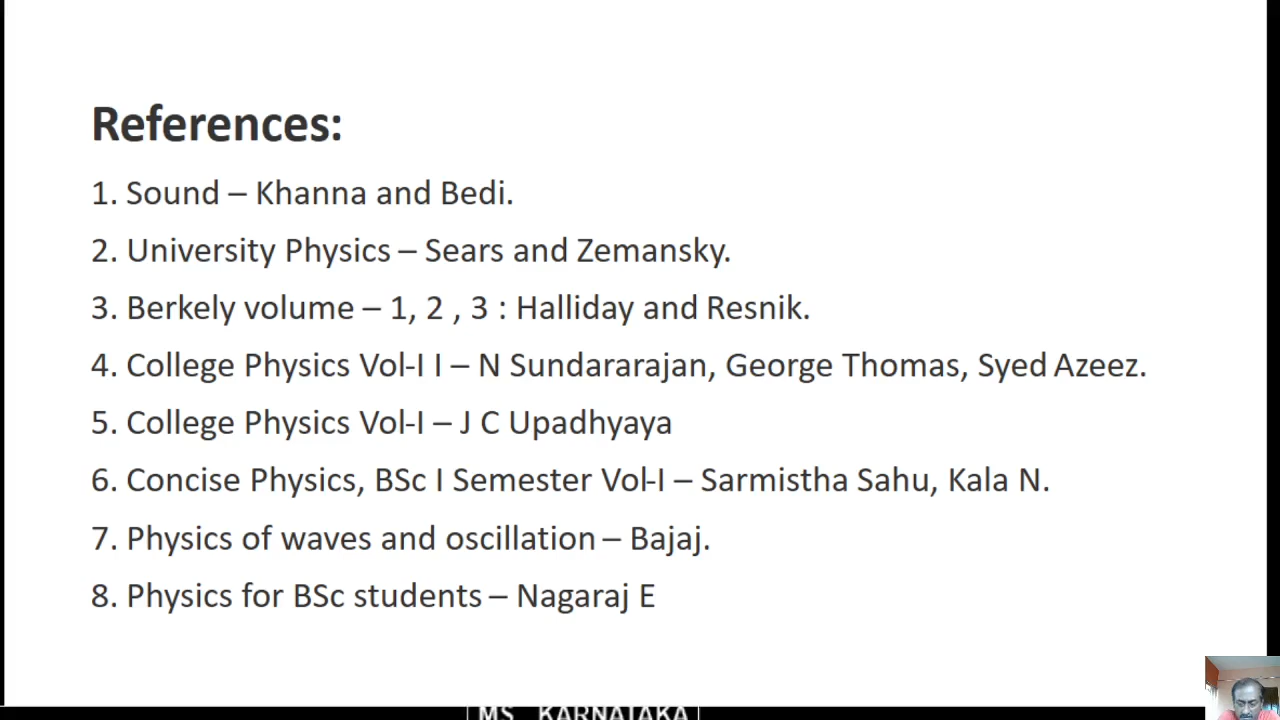 References:
1. Sound – Khanna and Bedi.
2. University Physics – Sears and Zemansky.
3. Berkely volume – 1, 2 , 3 : Halliday and Resnik.
4. College Physics Vol-I I – N Sundararajan, George Thomas, Syed Azeez.
5. College Physics Vol-I – J C Upadhyaya
6. Concise Physics, BSc I Semester Vol-I – Sarmistha Sahu, Kala N.
7. Physics of waves and oscillation – Bajaj.
8. Physics for BSc students – Nagaraj E
MS KARNATAKA